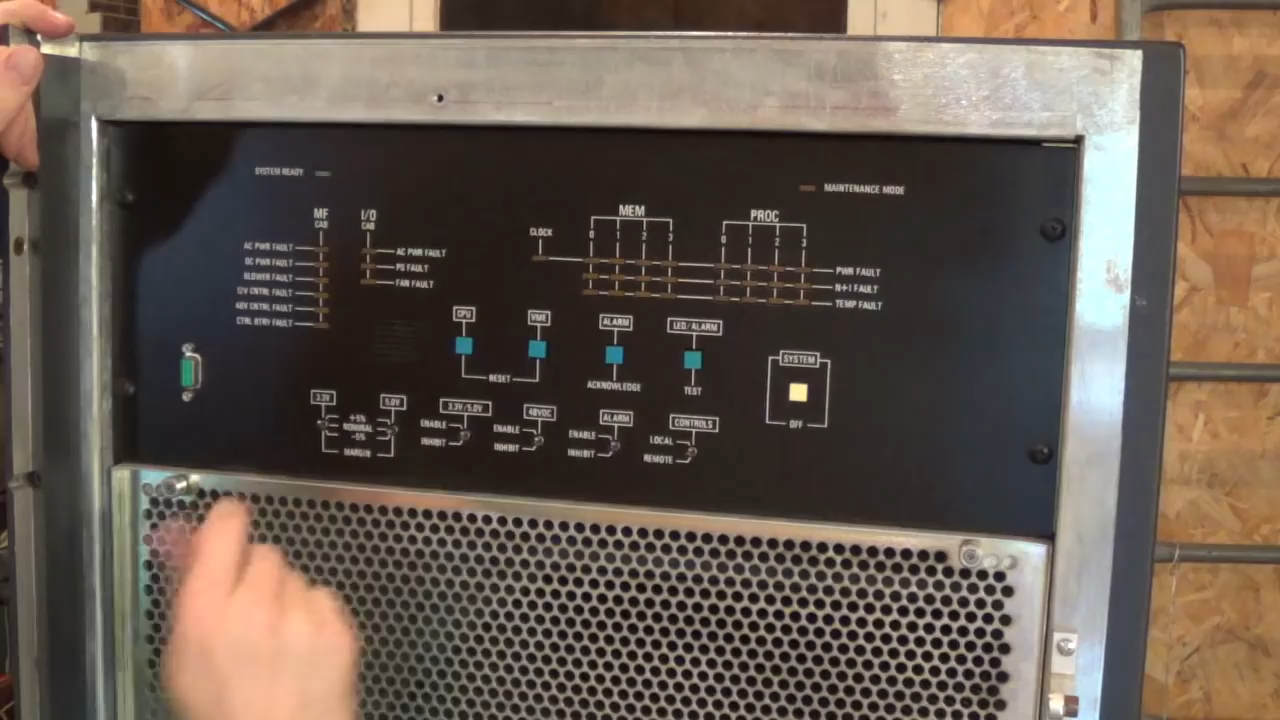 SYSTEM READY
MAINTENANCE MODE
MF
CAB
I/O
CAB
AC PWR FAULT
DC PWR FAULT
BLOWER FAULT
12V CNTRL FAULT
48V CNTRL FAULT
CTRL BTRY FAULT
AC PWR FAULT
PS FAULT
FAN FAULT
CLOCK
MEM
0 1 2 3
PROC
0 1 2 3
PWR FAULT
N+1 FAULT
TEMP FAULT
CPU
VME
RESET
ALARM
ACKNOWLEDGE
LED/ALARM
TEST
SYSTEM
OFF
3.3V
5.0V
+5%
NOMINAL
-5%
MARGIN
3.3V/5.0V
ENABLE
INHIBIT
48VDC
ENABLE
INHIBIT
ALARM
ENABLE
INHIBIT
CONTROLS
LOCAL
REMOTE